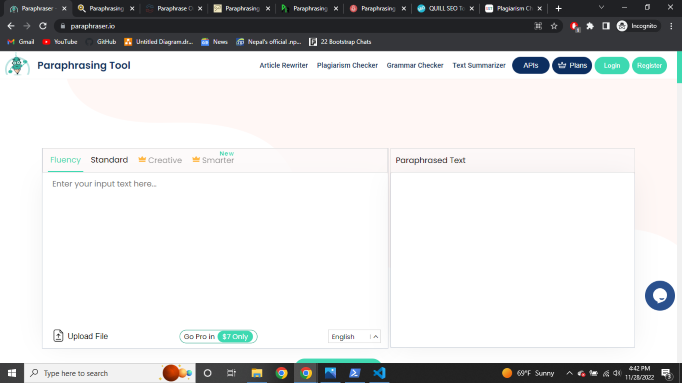 Paraphraser
Paraphrasing
Paraphrase O
Paraphrasing
Paraphrasing
Paraphrasing
QUILL SEO To
Plagiarism Ch
paraphraser.io
Incognito
Gmail
YouTube
GitHub
Untitled Diagram.dr...
News
Nepal's official .np...
22 Bootstrap Chats
Paraphrasing Tool
Article Rewriter
Plagiarism Checker
Grammar Checker
Text Summarizer
APIs
Plans
Login
Register
Fluency
Standard
Creative
New
Smarter
Paraphrased Text
Enter your input text here...
Upload File
Go Pro in $7 Only
English
Type here to search
69°F Sunny
4:42 PM
11/28/2022
3